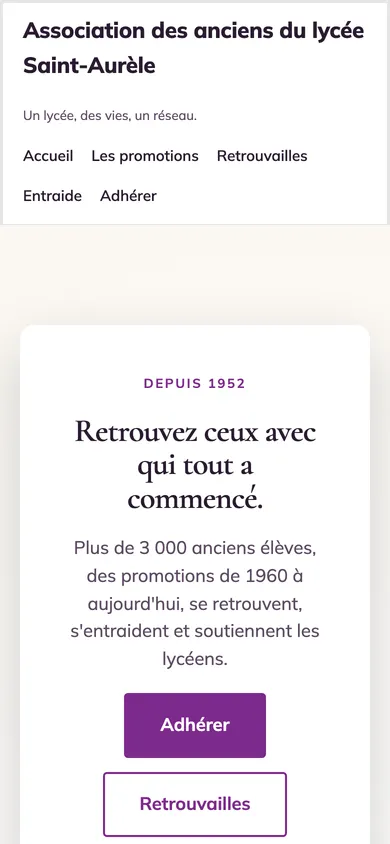 Association des anciens du lycée
Saint-Aurèle
Un lycée, des vies, un réseau.
Accueil Les promotions Retrouvailles
Entraide Adhérer
DEPUIS 1952
Retrouvez ceux avec
qui tout a
commencé.
Plus de 3 000 anciens élèves,
des promotions de 1960 à
aujourd'hui, se retrouvent,
s'entraident et soutiennent les
lycéens.
Adhérer
Retrouvailles